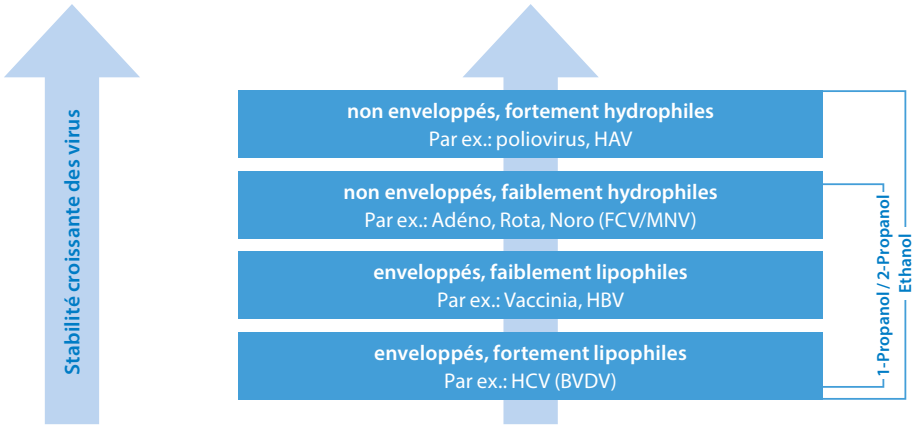 Stabilité croissante des virus
non enveloppés, fortement hydrophiles
Par ex.: poliovirus, HAV
non enveloppés, faiblement hydrophiles
Par ex.: Adéno, Rota, Noro (FCV/MNV)
enveloppés, faiblement lipophiles
Par ex.: Vaccinia, HBV
enveloppés, fortement lipophiles
Par ex.: HCV (BVDV)
1-Propanol / 2-Propanol
Ethanol